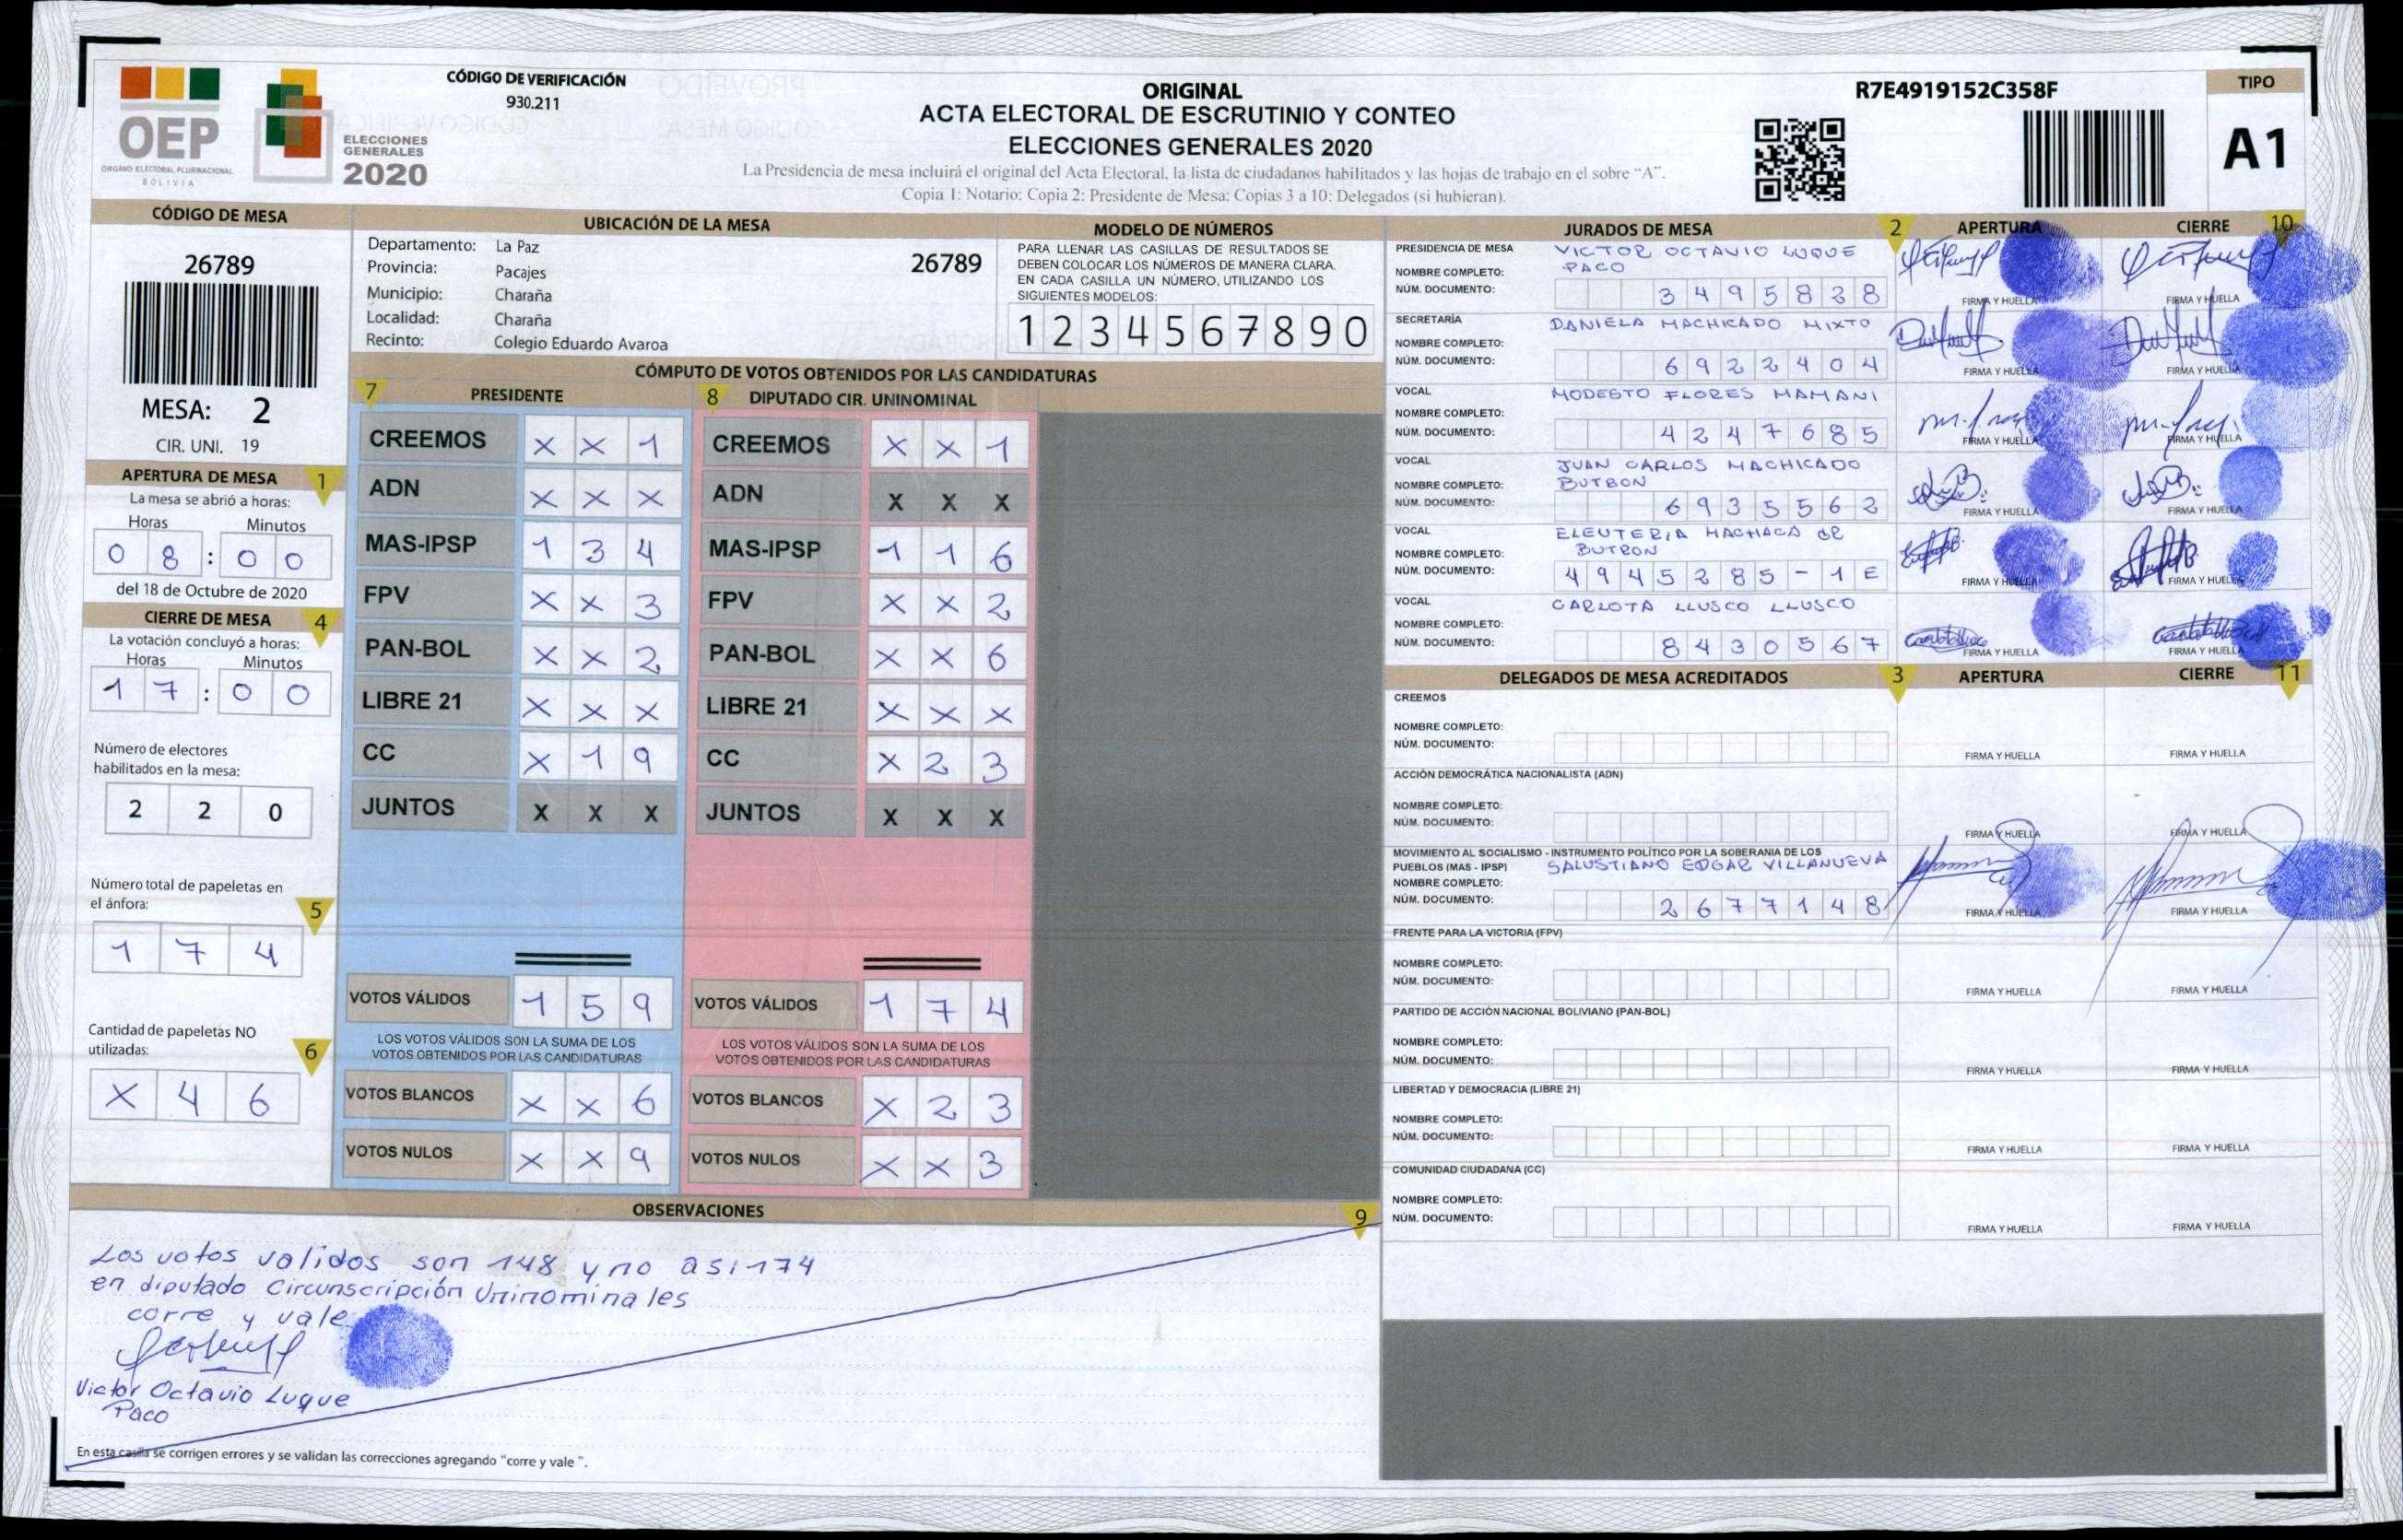 OEP
ÓRGANO ELECTORAL PLURINACIONAL
BOLIVIA
ELECCIONES
GENERALES
2020
CÓDIGO DE VERIFICACIÓN
930.211
ORIGINAL
ACTA ELECTORAL DE ESCRUTINIO Y CONTEO
ELECCIONES GENERALES 2020
La Presidencia de mesa incluirá el original del Acta Electoral, la lista de ciudadanos habilitados y las hojas de trabajo en el sobre "A".
Copia 1: Notario; Copia 2: Presidente de Mesa; Copias 3 a 10: Delegados (si hubieran).
R7E4919152C358F
TIPO
A1
CÓDIGO DE MESA
26789
MESA: 2
CIR. UNI. 19
APERTURA DE MESA 1
La mesa se abrió a horas:
Horas Minutos
0 8 : 0 0
del 18 de Octubre de 2020
CIERRE DE MESA 4
La votación concluyó a horas:
Horas Minutos
1 7 : 0 0
Número de electores
habilitados en la mesa:
2 2 0
Número total de papeletas en
el ánfora:
5
1 7 4
Cantidad de papeletas NO
utilizadas:
6
X 4 6
UBICACIÓN DE LA MESA
Departamento: La Paz
Provincia: Pacajes
26789
Municipio: Charaña
Localidad: Charaña
Recinto: Colegio Eduardo Avaroa
MODELO DE NÚMEROS
PARA LLENAR LAS CASILLAS DE RESULTADOS SE
DEBEN COLOCAR LOS NÚMEROS DE MANERA CLARA.
EN CADA CASILLA UN NÚMERO, UTILIZANDO LOS
SIGUIENTES MODELOS:
1 2 3 4 5 6 7 8 9 0
CÓMPUTO DE VOTOS OBTENIDOS POR LAS CANDIDATURAS
7 PRESIDENTE
CREEMOS X X 1
ADN X X X
MAS-IPSP 1 3 4
FPV X X 3
PAN-BOL X X 2
LIBRE 21 X X X
CC X 1 9
JUNTOS X X X
VOTOS VÁLIDOS 1 5 9
LOS VOTOS VÁLIDOS SON LA SUMA DE LOS
VOTOS OBTENIDOS POR LAS CANDIDATURAS
VOTOS BLANCOS X X 6
VOTOS NULOS X X 9
8 DIPUTADO CIR. UNINOMINAL
CREEMOS X X 1
ADN X X X
MAS-IPSP 1 1 6
FPV X X 2
PAN-BOL X X 6
LIBRE 21 X X X
CC X 2 3
JUNTOS X X X
VOTOS VÁLIDOS 1 7 4
LOS VOTOS VÁLIDOS SON LA SUMA DE LOS
VOTOS OBTENIDOS POR LAS CANDIDATURAS
VOTOS BLANCOS X 2 3
VOTOS NULOS X X 3
OBSERVACIONES
9
Los votos validos son 148 y no asi 174
en diputado Circunscripción Uninominales
corre y vale
Victor Octavio Luque
Paco
En esta casilla se corrigen errores y se validan las correcciones agregando "corre y vale ".
JURADOS DE MESA 2 APERTURA CIERRE 10
PRESIDENCIA DE MESA VICTOR OCTAVIO LUQUE
NOMBRE COMPLETO: PACO
NÚM. DOCUMENTO: 3 4 9 5 8 3 8
FIRMA Y HUELLA FIRMA Y HUELLA
SECRETARÍA DANIELA MACHICADO MIXTO
NOMBRE COMPLETO:
NÚM. DOCUMENTO: 6 9 2 2 4 0 4
FIRMA Y HUELLA FIRMA Y HUELLA
VOCAL MODESTO FLORES MAMANI
NOMBRE COMPLETO:
NÚM. DOCUMENTO: 4 2 4 7 6 8 5
FIRMA Y HUELLA FIRMA Y HUELLA
VOCAL JUAN CARLOS MACHICADO
NOMBRE COMPLETO: BUTRON
NÚM. DOCUMENTO: 6 9 3 5 5 6 2
FIRMA Y HUELLA FIRMA Y HUELLA
VOCAL ELEUTERIA MACHACA DE
NOMBRE COMPLETO: BUTRON
NÚM. DOCUMENTO: 4 9 4 5 2 8 5 - 1 E
FIRMA Y HUELLA FIRMA Y HUELLA
VOCAL CARLOTA LLUSCO LLUSCO
NOMBRE COMPLETO:
NÚM. DOCUMENTO: 8 4 3 0 5 6 7
FIRMA Y HUELLA FIRMA Y HUELLA
DELEGADOS DE MESA ACREDITADOS 3 APERTURA CIERRE 11
CREEMOS
NOMBRE COMPLETO:
NÚM. DOCUMENTO:
FIRMA Y HUELLA FIRMA Y HUELLA
ACCIÓN DEMOCRÁTICA NACIONALISTA (ADN)
NOMBRE COMPLETO:
NÚM. DOCUMENTO:
FIRMA Y HUELLA FIRMA Y HUELLA
MOVIMIENTO AL SOCIALISMO - INSTRUMENTO POLÍTICO POR LA SOBERANIA DE LOS
PUEBLOS (MAS - IPSP) SALUSTIANO EDGAR VILLANUEVA
NOMBRE COMPLETO:
NÚM. DOCUMENTO: 2 6 7 7 1 4 8
FIRMA Y HUELLA FIRMA Y HUELLA
FRENTE PARA LA VICTORIA (FPV)
NOMBRE COMPLETO:
NÚM. DOCUMENTO:
FIRMA Y HUELLA FIRMA Y HUELLA
PARTIDO DE ACCIÓN NACIONAL BOLIVIANO (PAN-BOL)
NOMBRE COMPLETO:
NÚM. DOCUMENTO:
FIRMA Y HUELLA FIRMA Y HUELLA
LIBERTAD Y DEMOCRACIA (LIBRE 21)
NOMBRE COMPLETO:
NÚM. DOCUMENTO:
FIRMA Y HUELLA FIRMA Y HUELLA
COMUNIDAD CIUDADANA (CC)
NOMBRE COMPLETO:
NÚM. DOCUMENTO:
FIRMA Y HUELLA FIRMA Y HUELLA